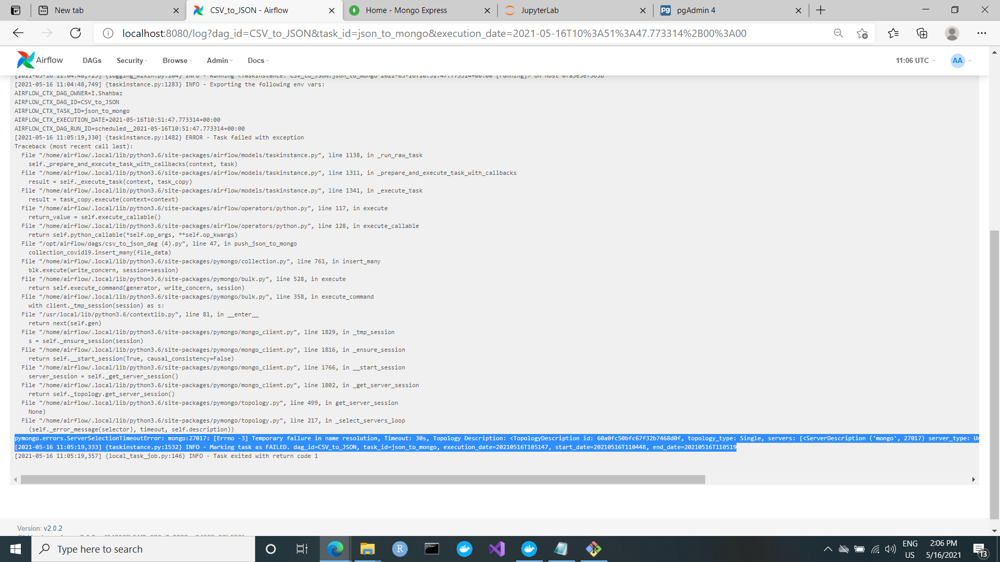 New tab
CSV_to_JSON - Airflow
Home - Mongo Express
JupyterLab
pgAdmin 4
localhost:8080/log?dag_id=CSV_to_JSON&task_id=json_to_mongo&execution_date=2021-05-16T10%3A51%3A47.773314%2B00%3A00
Airflow
DAGs
Security
Browse
Admin
Docs
11:06 UTC
AA
[2021-05-16 11:04:48,749] {taskinstance.py:1283} INFO - Exporting the following env vars:
AIRFLOW_CTX_DAG_OWNER=I.Shahbaz
AIRFLOW_CTX_DAG_ID=CSV_to_JSON
AIRFLOW_CTX_TASK_ID=json_to_mongo
AIRFLOW_CTX_EXECUTION_DATE=2021-05-16T10:51:47.773314+00:00
AIRFLOW_CTX_DAG_RUN_ID=scheduled__2021-05-16T10:51:47.773314+00:00
[2021-05-16 11:05:19,330] {taskinstance.py:1482} ERROR - Task failed with exception
Traceback (most recent call last):
File "/home/airflow/.local/lib/python3.6/site-packages/airflow/models/taskinstance.py", line 1138, in _run_raw_task
self._prepare_and_execute_task_with_callbacks(context, task)
File "/home/airflow/.local/lib/python3.6/site-packages/airflow/models/taskinstance.py", line 1311, in _prepare_and_execute_task_with_callbacks
result = self._execute_task(context, task_copy)
File "/home/airflow/.local/lib/python3.6/site-packages/airflow/models/taskinstance.py", line 1341, in _execute_task
result = task_copy.execute(context=context)
File "/home/airflow/.local/lib/python3.6/site-packages/airflow/operators/python.py", line 117, in execute
return_value = self.execute_callable()
File "/home/airflow/.local/lib/python3.6/site-packages/airflow/operators/python.py", line 128, in execute_callable
return self.python_callable(*self.op_args, **self.op_kwargs)
File "/opt/airflow/dags/csv_to_json_dag (4).py", line 47, in push_json_to_mongo
collection_covid19.insert_many(file_data)
File "/home/airflow/.local/lib/python3.6/site-packages/pymongo/collection.py", line 761, in insert_many
blk.execute(write_concern, session=session)
File "/home/airflow/.local/lib/python3.6/site-packages/pymongo/bulk.py", line 528, in execute
return self.execute_command(generator, write_concern, session)
File "/home/airflow/.local/lib/python3.6/site-packages/pymongo/bulk.py", line 358, in execute_command
with client._tmp_session(session) as s:
File "/usr/local/lib/python3.6/contextlib.py", line 81, in __enter__
return next(self.gen)
File "/home/airflow/.local/lib/python3.6/site-packages/pymongo/mongo_client.py", line 1829, in _tmp_session
s = self._ensure_session(session)
File "/home/airflow/.local/lib/python3.6/site-packages/pymongo/mongo_client.py", line 1816, in _ensure_session
return self.__start_session(True, causal_consistency=False)
File "/home/airflow/.local/lib/python3.6/site-packages/pymongo/mongo_client.py", line 1766, in __start_session
server_session = self._get_server_session()
File "/home/airflow/.local/lib/python3.6/site-packages/pymongo/mongo_client.py", line 1802, in _get_server_session
return self._topology.get_server_session()
File "/home/airflow/.local/lib/python3.6/site-packages/pymongo/topology.py", line 499, in get_server_session
None)
File "/home/airflow/.local/lib/python3.6/site-packages/pymongo/topology.py", line 217, in _select_servers_loop
(self._error_message(selector), timeout, self.description))
pymongo.errors.ServerSelectionTimeoutError: mongo:27017: [Errno -3] Temporary failure in name resolution, Timeout: 30s, Topology Description: <TopologyDescription id: 60a0fc50bfc67f32b7468d0f, topology_type: Single, servers: [<ServerDescription ('mongo', 27017) server_type: Un
[2021-05-16 11:05:19,333] {taskinstance.py:1532} INFO - Marking task as FAILED. dag_id=CSV_to_JSON, task_id=json_to_mongo, execution_date=20210516T105147, start_date=20210516T110448, end_date=20210516T110519
[2021-05-16 11:05:19,357] {local_task_job.py:146} INFO - Task exited with return code 1
Version: v2.0.2
Type here to search
ENG
US
2:06 PM
5/16/2021
13